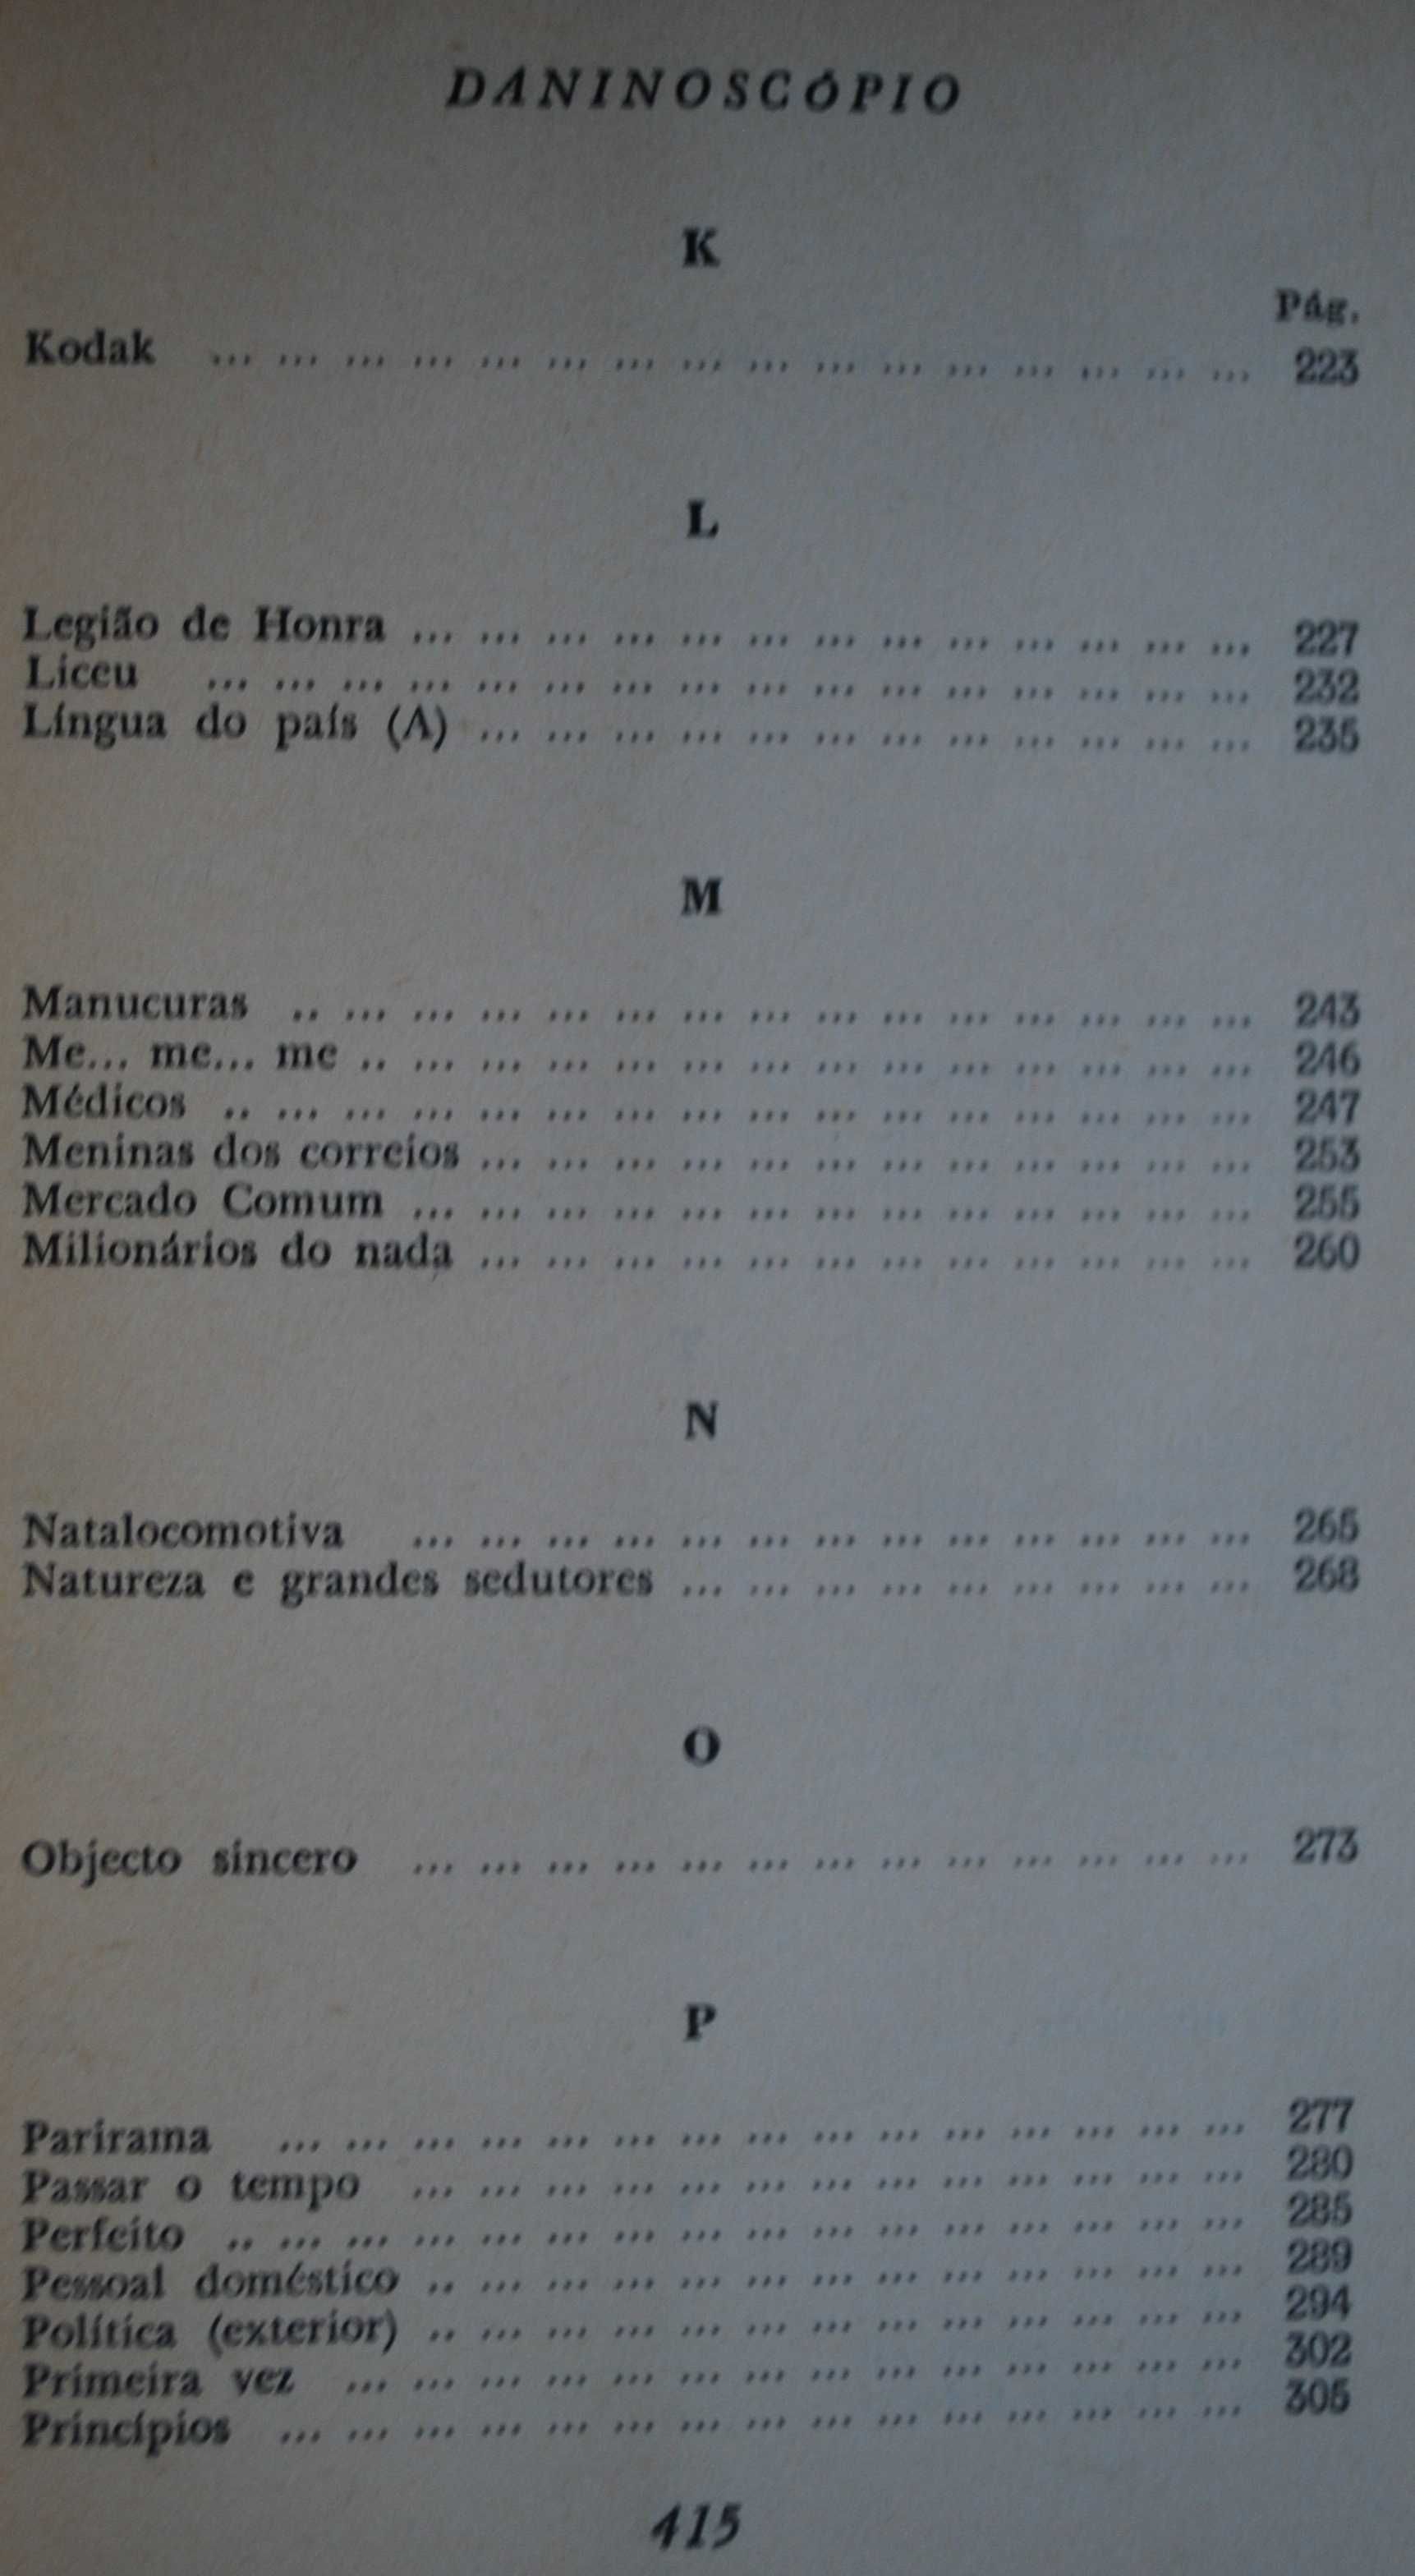 DANINOSCÓPIO
K
Pág.
Kodak ... ... ... ... ... ... ... ... ... ... ... ... ... ... ... ... 223
L
Legião de Honra ... ... ... ... ... ... ... ... ... ... ... ... ... 227
Liceu ... ... ... ... ... ... ... ... ... ... ... ... ... ... ... ... 232
Língua do país (A) ... ... ... ... ... ... ... ... ... ... ... ... 235
M
Manucuras .. ... ... ... ... ... ... ... ... ... ... ... ... ... ... 243
Me... me... me .. ... ... ... ... ... ... ... ... ... ... ... ... ... 246
Médicos .. ... ... ... ... ... ... ... ... ... ... ... ... ... ... ... 247
Meninas dos correios ... ... ... ... ... ... ... ... ... ... ... ... 253
Mercado Comum ... ... ... ... ... ... ... ... ... ... ... ... ... 255
Milionários do nada ... ... ... ... ... ... ... ... ... ... ... ... 260
N
Natalocomotiva ... ... ... ... ... ... ... ... ... ... ... ... ... 265
Natureza e grandes sedutores ... ... ... ... ... ... ... ... ... 268
O
Objecto sincero ... ... ... ... ... ... ... ... ... ... ... ... ... 273
P
Parirama ... ... ... ... ... ... ... ... ... ... ... ... ... ... ... 277
Passar o tempo ... ... ... ... ... ... ... ... ... ... ... ... ... 280
Perfeito .. ... ... ... ... ... ... ... ... ... ... ... ... ... ... ... 285
Pessoal doméstico .. ... ... ... ... ... ... ... ... ... ... ... ... 289
Política (exterior) .. ... ... ... ... ... ... ... ... ... ... ... ... 294
Primeira vez ... ... ... ... ... ... ... ... ... ... ... ... ... ... 302
Princípios ... ... ... ... ... ... ... ... ... ... ... ... ... ... ... 305
415